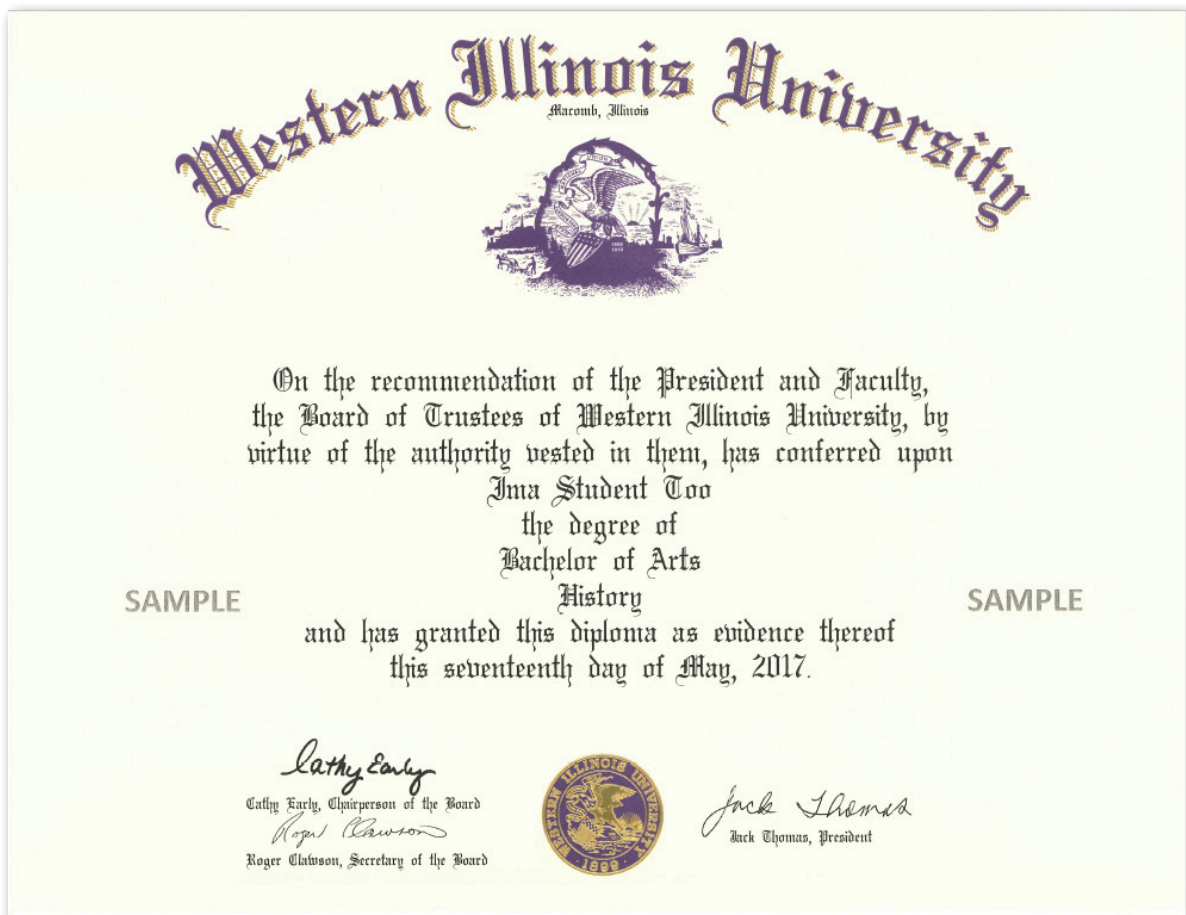 Western Illinois University
Macomb, Illinois
On the recommendation of the President and Faculty,
the Board of Trustees of Western Illinois University, by
virtue of the authority vested in them, has conferred upon
Ima Student Too
the degree of
Bachelor of Arts
SAMPLE History SAMPLE
and has granted this diploma as evidence thereof
this seventeenth day of May, 2017.
Cathy Early
Cathy Early, Chairperson of the Board
Roger Clawson
Roger Clawson, Secretary of the Board
WESTERN ILLINOIS UNIVERSITY
1899
Jack Thomas
Jack Thomas, President